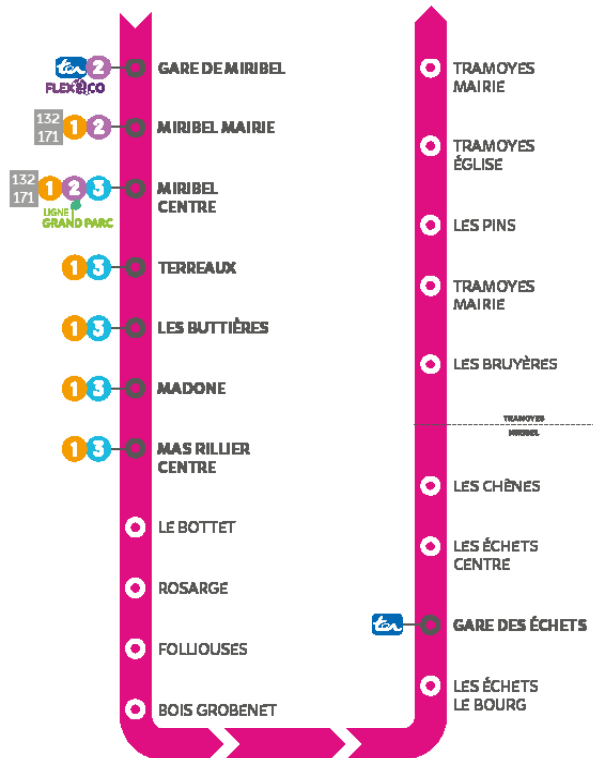 ter 2 GARE DE MIRIBEL
FLEXI CO
132
171 1 2 MIRIBEL MAIRIE
132
171 1 2 3 MIRIBEL
CENTRE
LIGNE
GRAND PARC
1 3 TERREAUX
1 3 LES BUTTIÈRES
1 3 MADONE
1 3 MAS RILLIER
CENTRE
LE BOTTET
ROSARGE
FOLLIOUSES
BOIS GROBENET
TRAMOYES
MAIRIE
TRAMOYES
ÉGLISE
LES PINS
TRAMOYES
MAIRIE
LES BRUYÈRES
TRAMOYES
MIRIBEL
LES CHÈNES
LES ÉCHETS
CENTRE
ter GARE DES ÉCHETS
LES ÉCHETS
LE BOURG